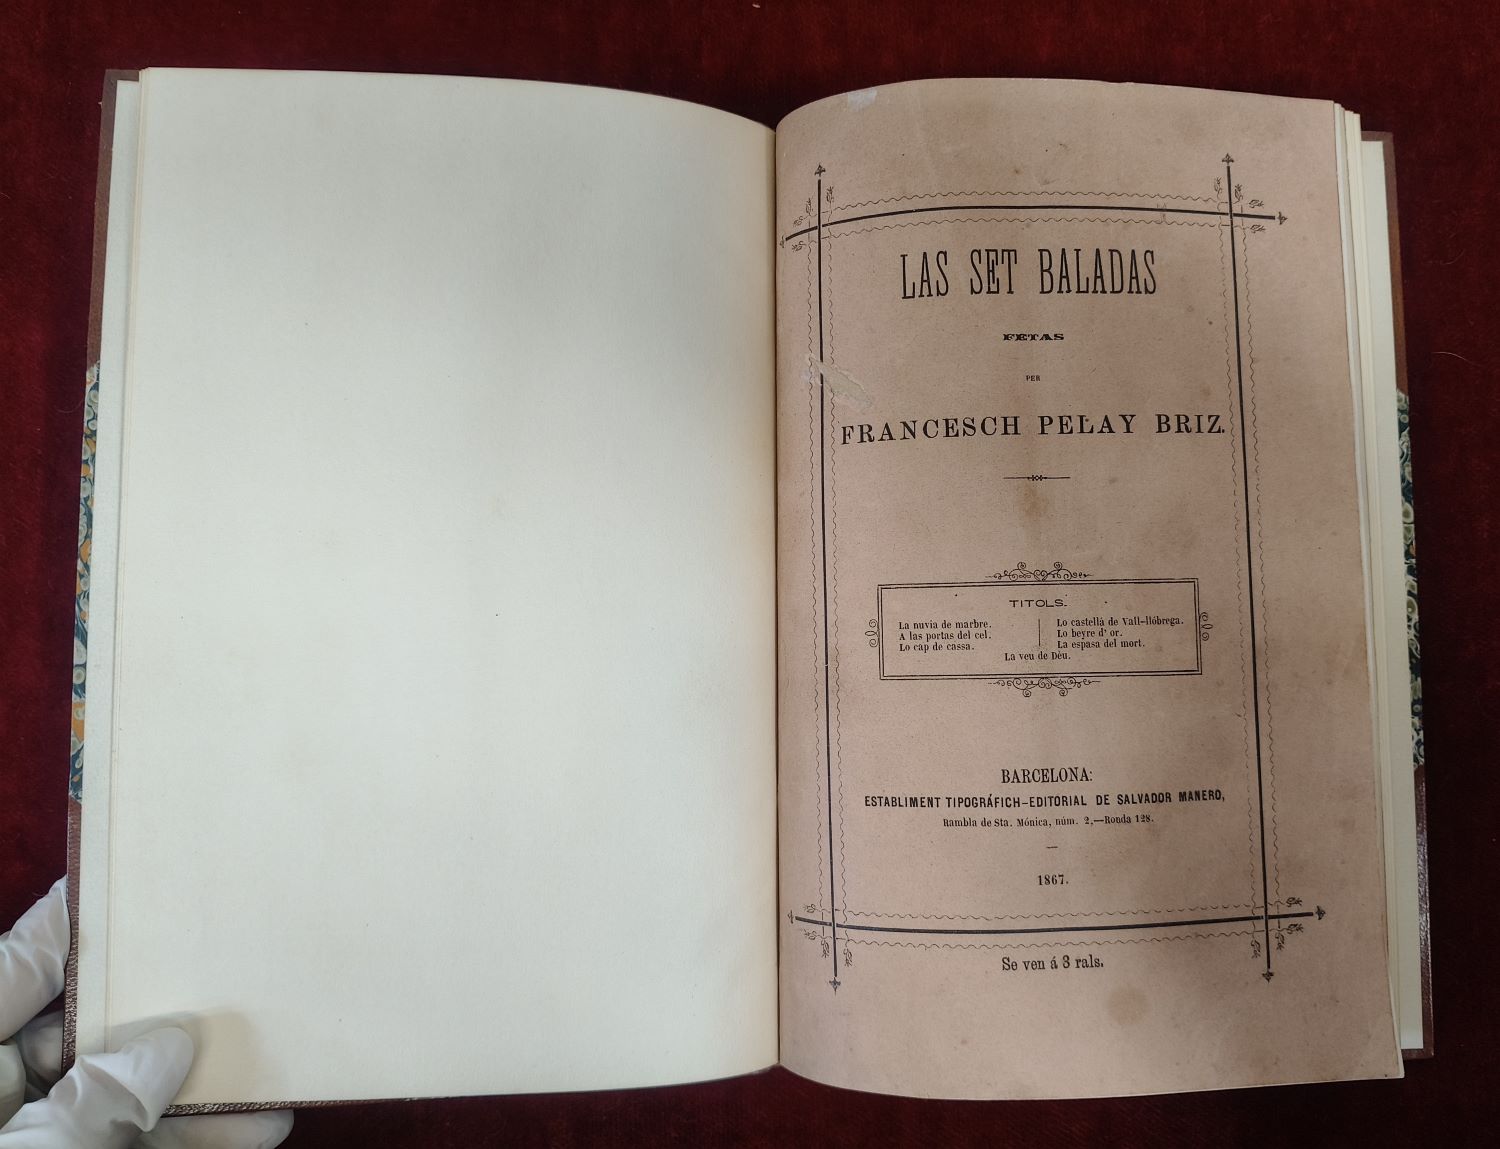 LAS SET BALADAS
FETAS
PER
FRANCESCH PELAY BRIZ.
TITOLS.
La nuvia de marbre.
A las portas del cel.
Lo cap de cassa.
Lo castellá de Vall-llóbrega.
Lo beyre d' or.
La espasa del mort.
La veu de Déu.
BARCELONA:
ESTABLIMENT TIPOGRÁFICH-EDITORIAL DE SALVADOR MANERO,
Rambla de Sta. Mónica, núm. 2,—Ronda 128.
1867.
Se ven á 3 rals.